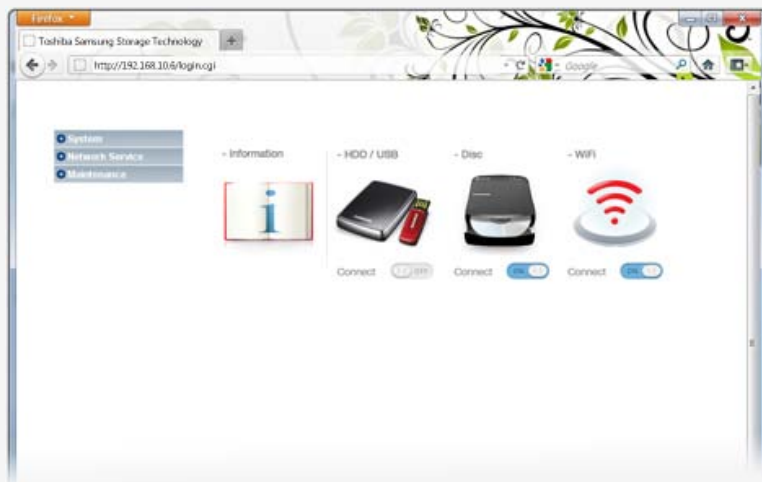 Firefox
Toshiba Samsung Storage Technology
http://192.168.10.6/login.cgi
Google
System
Network Service
Maintenance
- Information
- HDD / USB
- Disc
- WiFi
i
Connect OFF
Connect ON
Connect ON